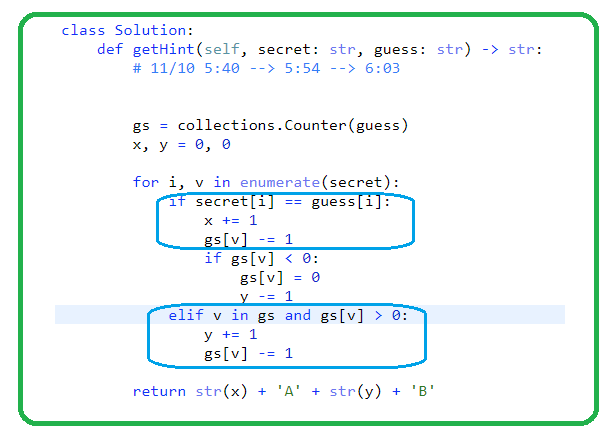 class Solution:
    def getHint(self, secret: str, guess: str) -> str:
        # 11/10 5:40 --> 5:54 --> 6:03
        gs = collections.Counter(guess)
        x, y = 0, 0
        for i, v in enumerate(secret):
            if secret[i] == guess[i]:
                x += 1
                gs[v] -= 1
                if gs[v] < 0:
                    gs[v] = 0
                    y -= 1
            elif v in gs and gs[v] > 0:
                y += 1
                gs[v] -= 1
        return str(x) + 'A' + str(y) + 'B'